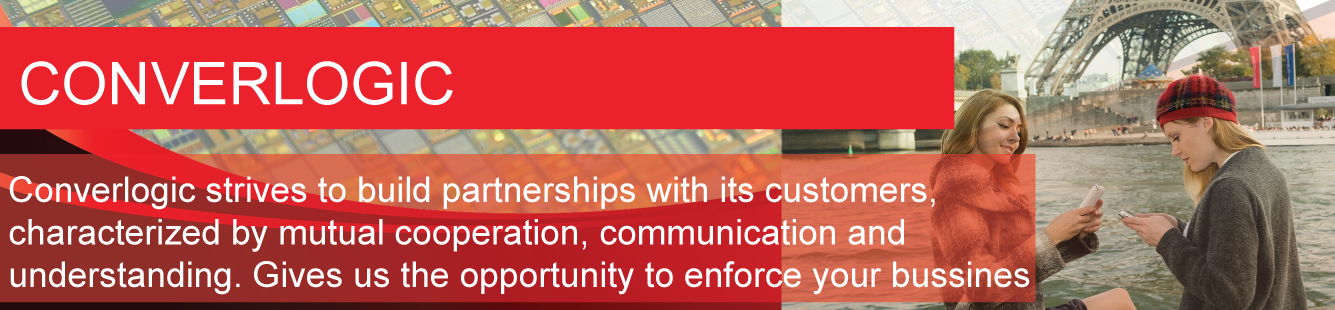 CONVERLOGIC
Converlogic strives to build partnerships with its customers,
characterized by mutual cooperation, communication and
understanding. Gives us the opportunity to enforce your bussines